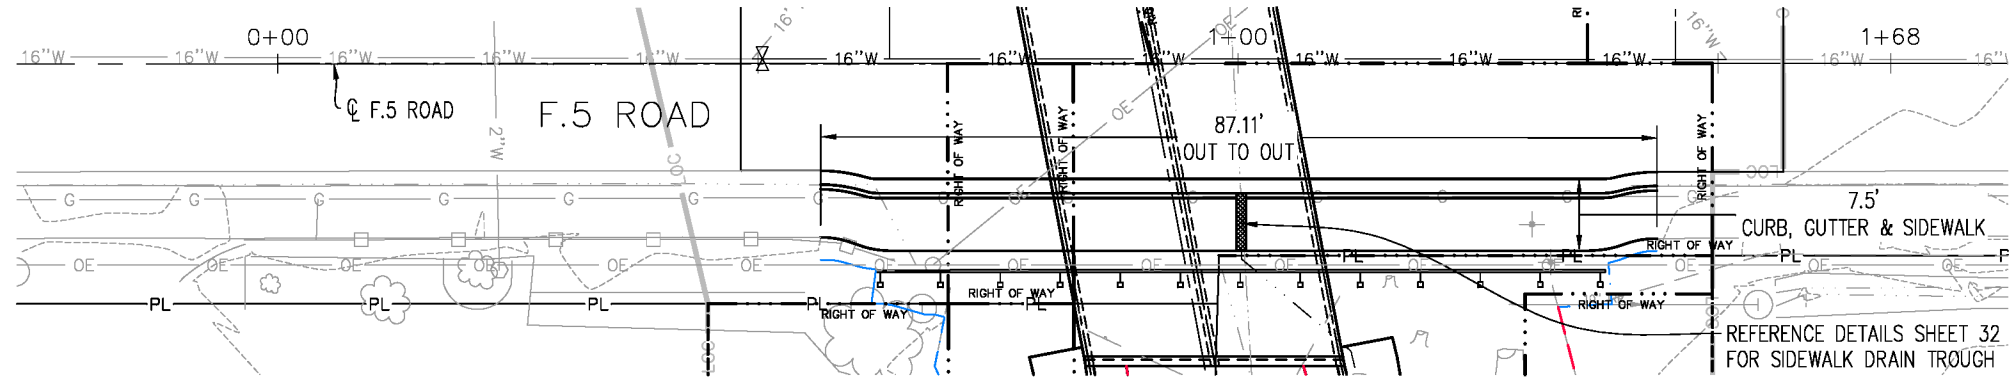 0+00
1+00
1+68
16"W 16"W 16"W 16"W 16"W 16"W 16"W 16"W 16"W 16"W 16"W 16"W
16"W
16"W
OE
℄ F.5 ROAD
F.5 ROAD
2"W
OE
87.11'
OUT TO OUT
RIGHT OF WAY
RIGHT OF WAY
RIGHT OF WAY
G G G G G G
7.5'
CURB, GUTTER & SIDEWALK
RIGHT OF WAY
OE OE OE OE OE OE
PL PL PL
RIGHT OF WAY
RIGHT OF WAY
PL PL PL PL PL
RIGHT OF WAY
REFERENCE DETAILS SHEET 32
FOR SIDEWALK DRAIN TROUGH